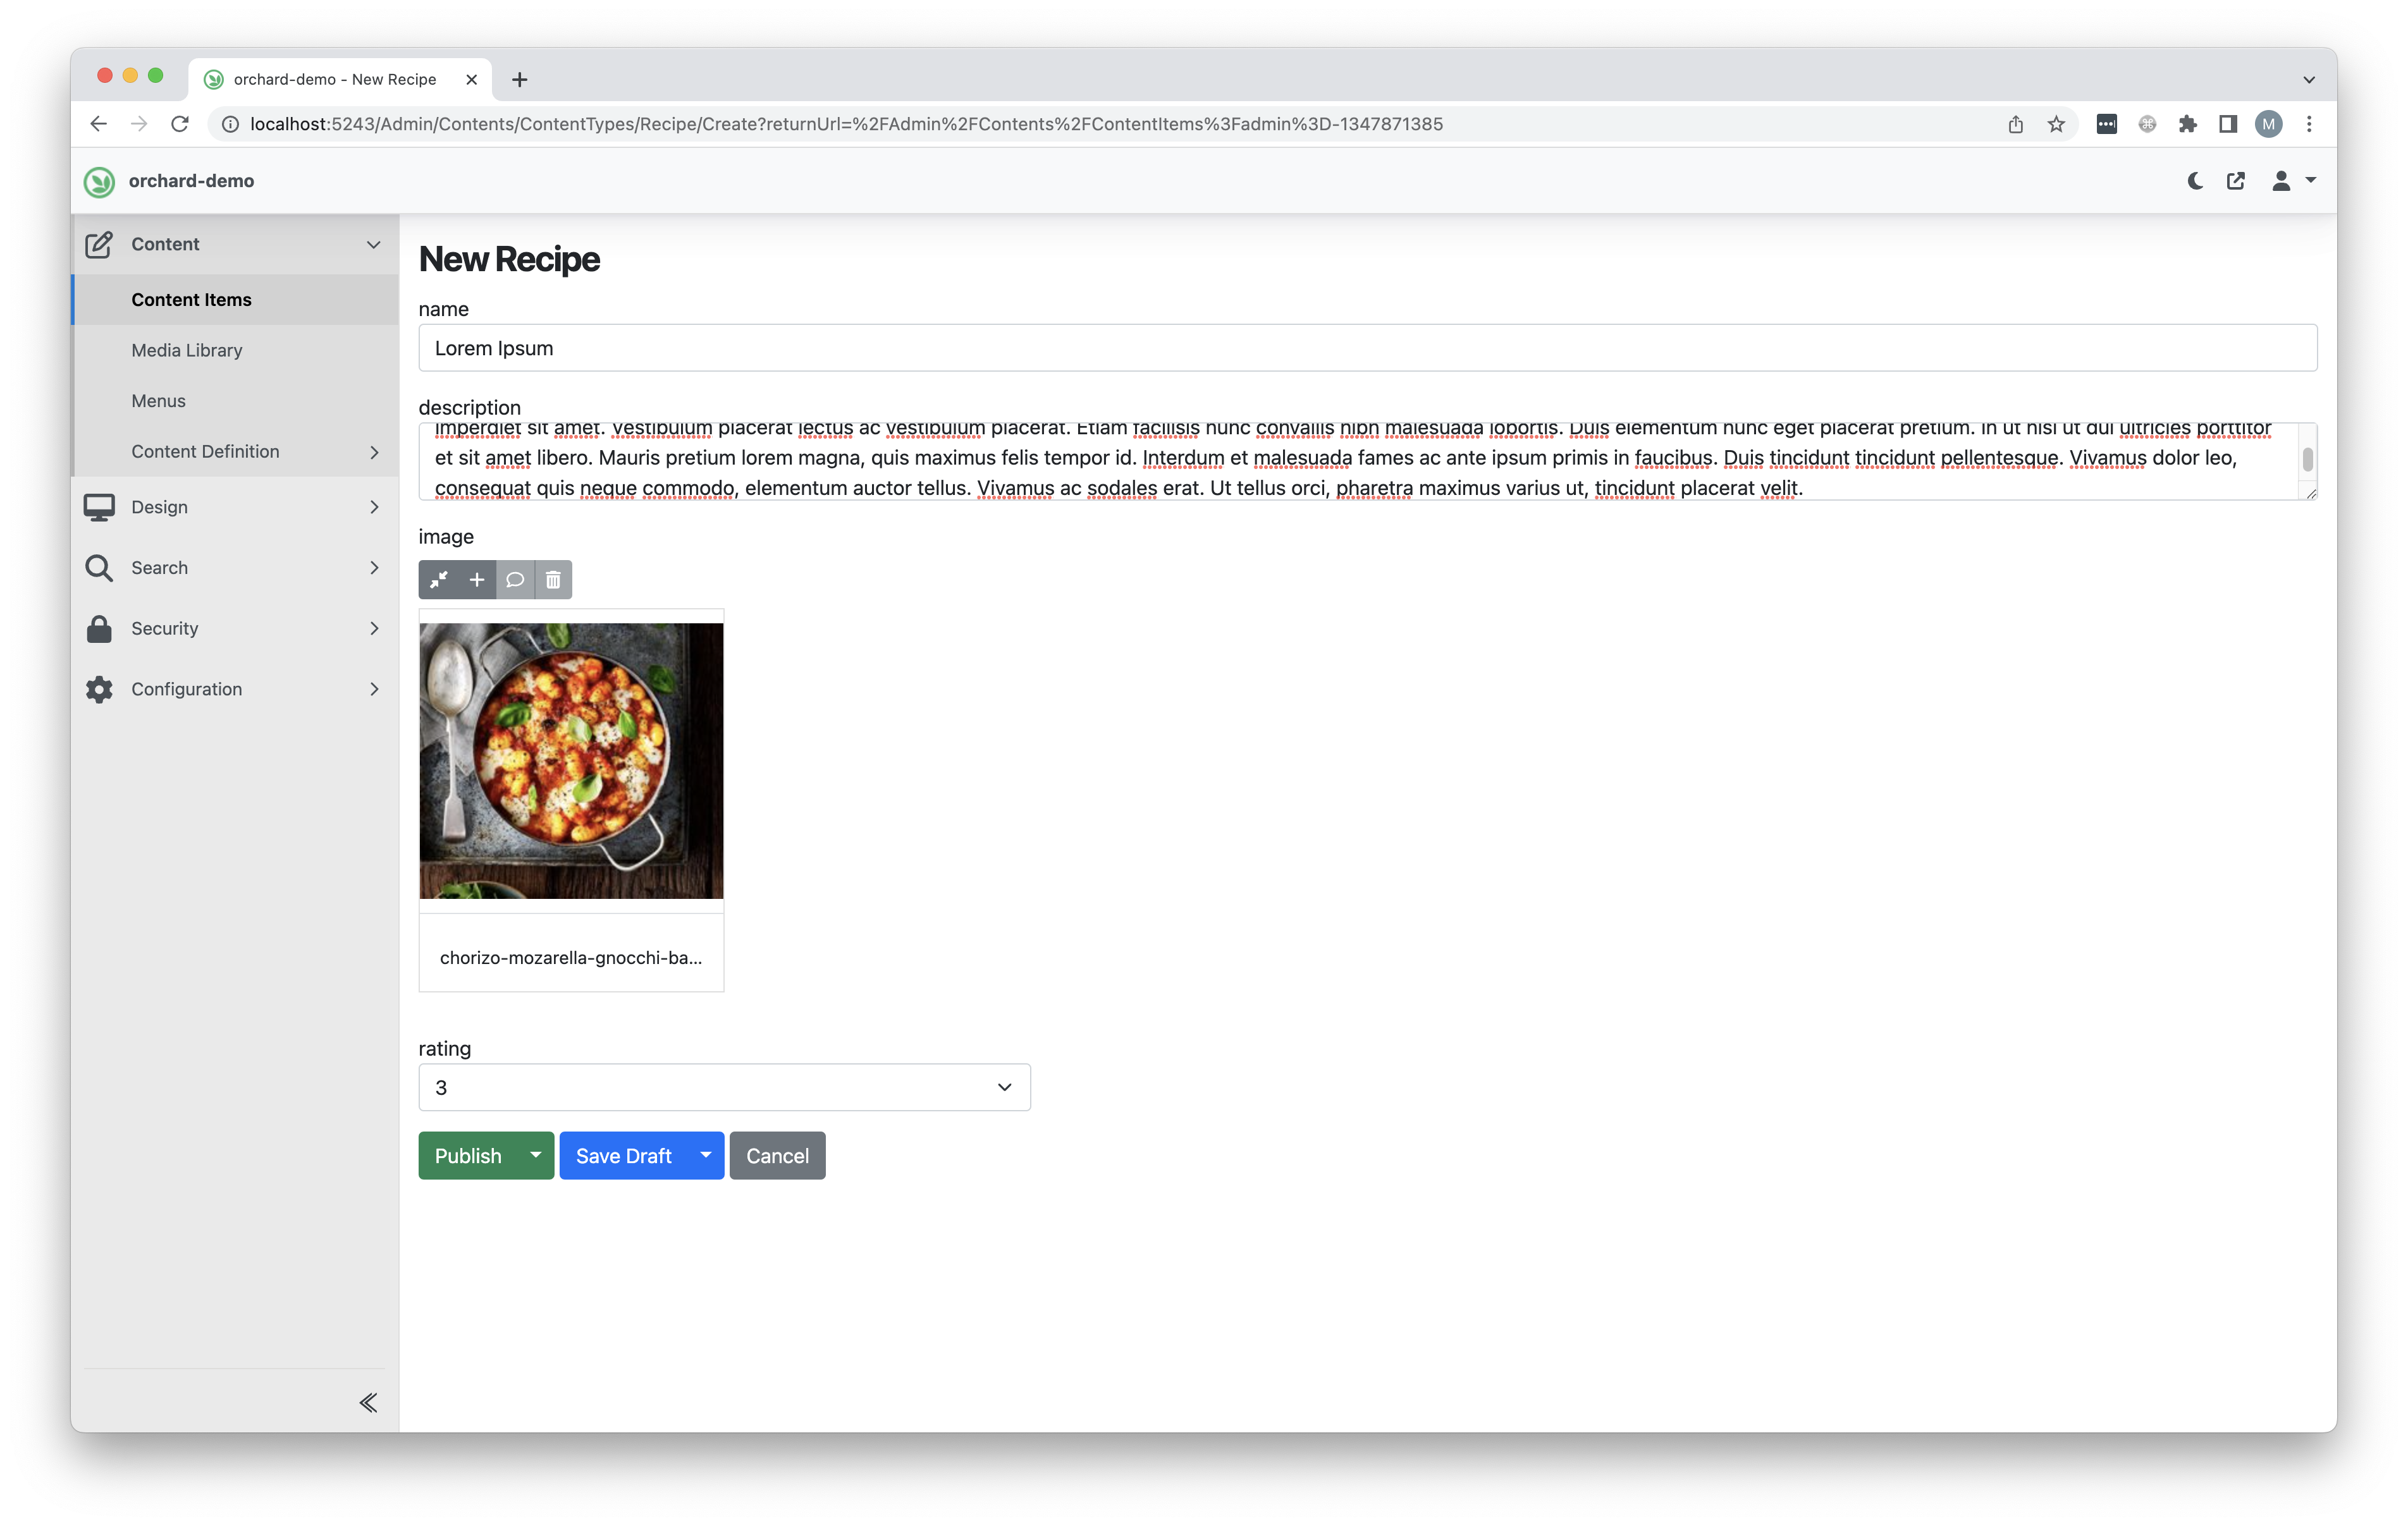 orchard-demo - New Recipe
localhost:5243/Admin/Contents/ContentTypes/Recipe/Create?returnUrl=%2FAdmin%2FContents%2FContentItems%3Fadmin%3D-1347871385
M
orchard-demo
Content
Content Items
Media Library
Menus
Content Definition
Design
Search
Security
Configuration
New Recipe
name
Lorem Ipsum
description
imperdiet sit amet. Vestibulum placerat lectus ac vestibulum placerat. Etiam facilisis nunc convallis nibh malesuada lobortis. Duis elementum nunc eget placerat pretium. In ut nisi ut dui ultricies porttitor
et sit amet libero. Mauris pretium lorem magna, quis maximus felis tempor id. Interdum et malesuada fames ac ante ipsum primis in faucibus. Duis tincidunt tincidunt pellentesque. Vivamus dolor leo,
consequat quis neque commodo, elementum auctor tellus. Vivamus ac sodales erat. Ut tellus orci, pharetra maximus varius ut, tincidunt placerat velit.
image
chorizo-mozarella-gnocchi-ba...
rating
3
Publish
Save Draft
Cancel